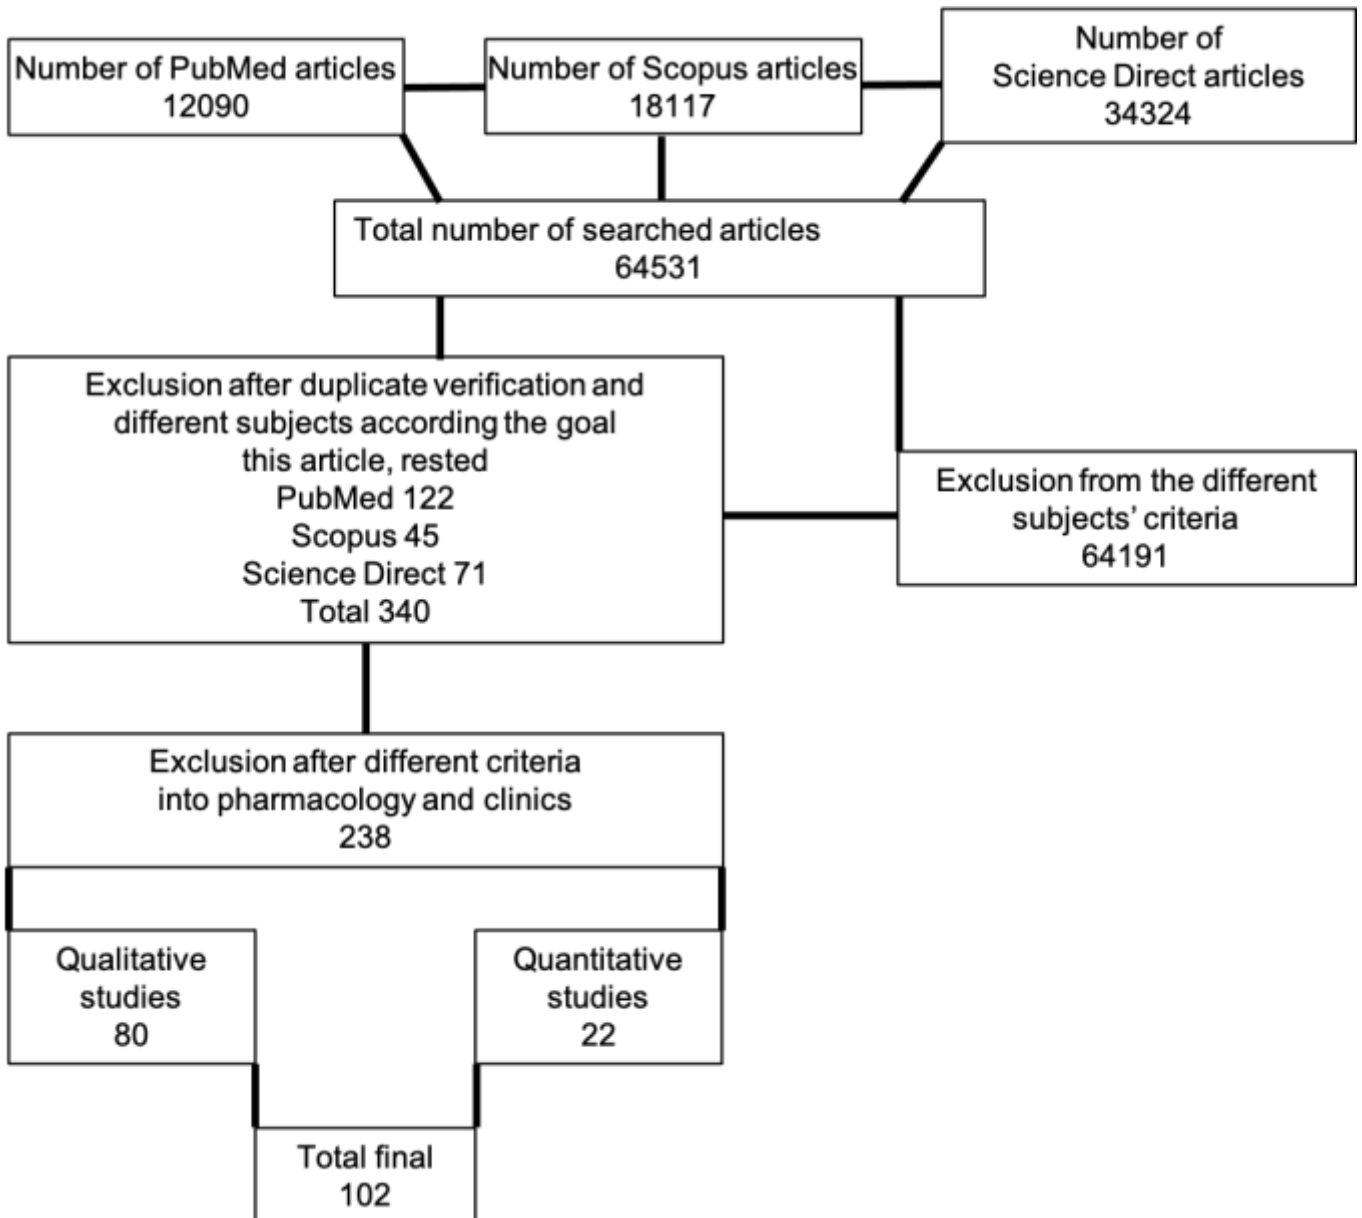 Number of PubMed articles
12090
Number of Scopus articles
18117
Number of
Science Direct articles
34324
Total number of searched articles
64531
Exclusion after duplicate verification and
different subjects according the goal
this article, rested
PubMed 122
Scopus 45
Science Direct 71
Total 340
Exclusion from the different
subjects’ criteria
64191
Exclusion after different criteria
into pharmacology and clinics
238
Qualitative
studies
80
Quantitative
studies
22
Total final
102